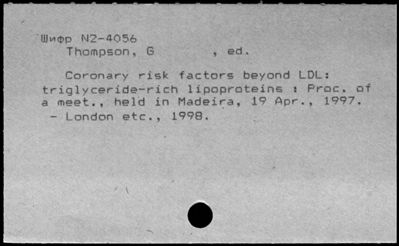 Шифр N2-4056
Thompson, G , ed.
Coronary risk factors beyond LDL:
triglyceride-rich lipoproteins : Proc. of
a meet., held in Madeira, 19 Apr., 1997.
- London etc., 1998.